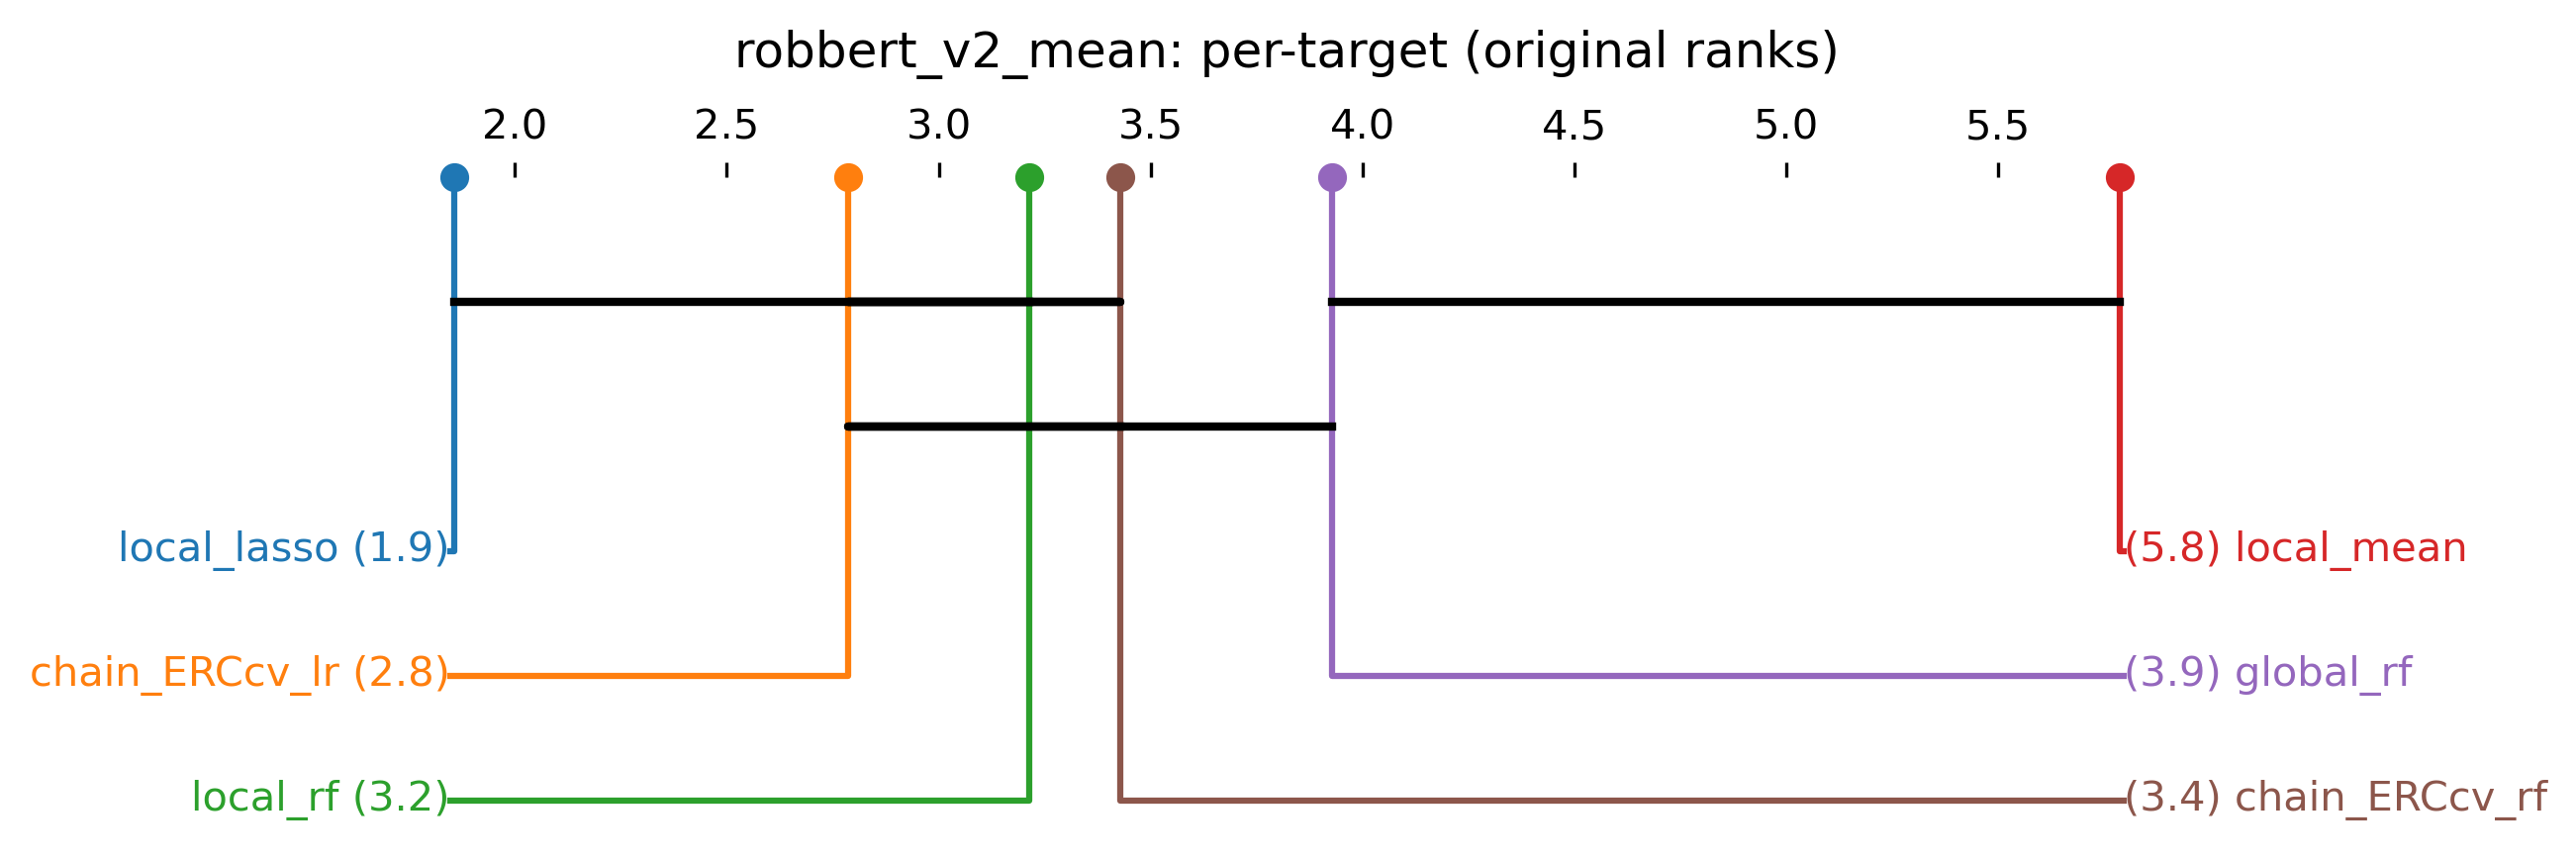 robbert_v2_mean: per-target (original ranks)
2.0 2.5 3.0 3.5 4.0 4.5 5.0 5.5
local_lasso (1.9) (5.8) local_mean
chain_ERCcv_lr (2.8) (3.9) global_rf
local_rf (3.2) (3.4) chain_ERCcv_rf